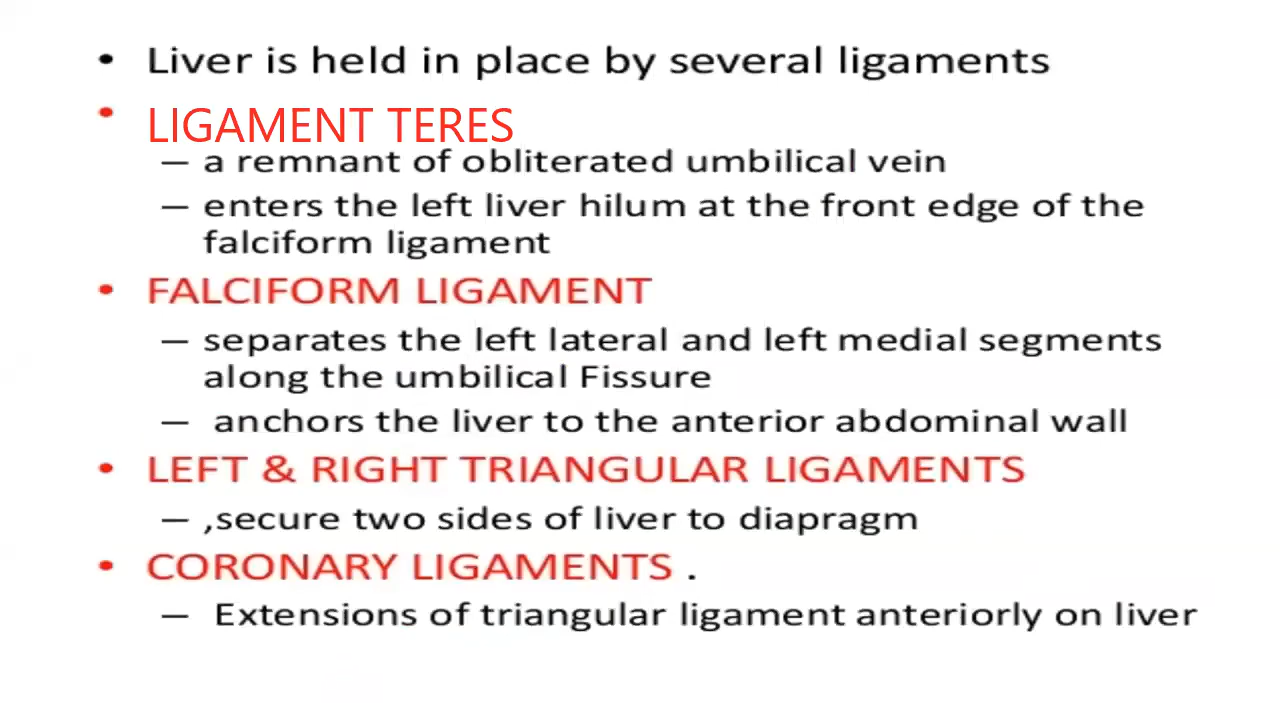 • Liver is held in place by several ligaments
• LIGAMENT TERES
– a remnant of obliterated umbilical vein
– enters the left liver hilum at the front edge of the
falciform ligament
• FALCIFORM LIGAMENT
– separates the left lateral and left medial segments
along the umbilical Fissure
– anchors the liver to the anterior abdominal wall
• LEFT & RIGHT TRIANGULAR LIGAMENTS
– ,secure two sides of liver to diapragm
• CORONARY LIGAMENTS .
– Extensions of triangular ligament anteriorly on liver